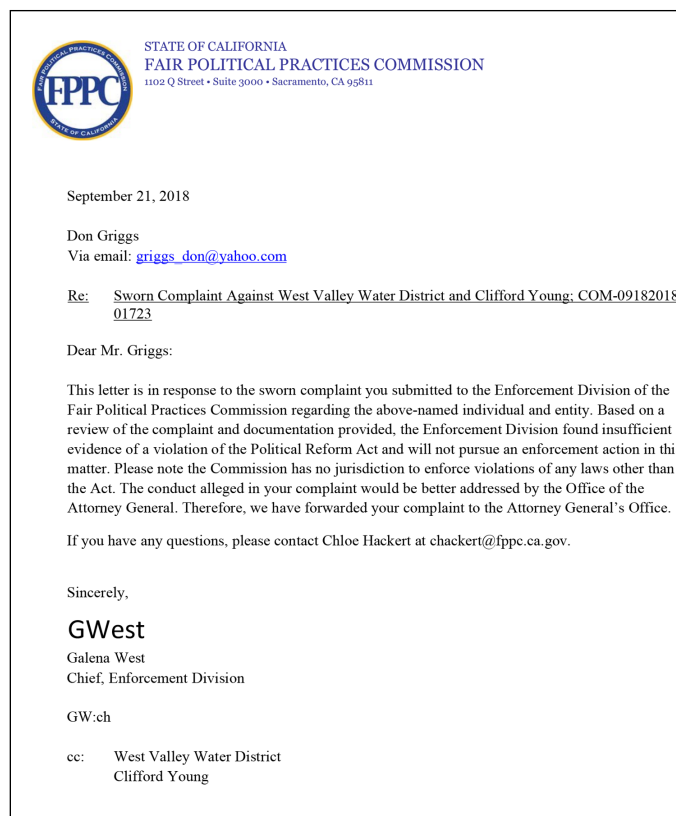 FAIR POLITICAL PRACTICES COMMISSION
STATE OF CALIFORNIA
FPPC
STATE OF CALIFORNIA
FAIR POLITICAL PRACTICES COMMISSION
1102 Q Street • Suite 3000 • Sacramento, CA 95811
September 21, 2018
Don Griggs
Via email: griggs_don@yahoo.com
Re: Sworn Complaint Against West Valley Water District and Clifford Young; COM-09182018
01723
Dear Mr. Griggs:
This letter is in response to the sworn complaint you submitted to the Enforcement Division of the
Fair Political Practices Commission regarding the above-named individual and entity. Based on a
review of the complaint and documentation provided, the Enforcement Division found insufficient
evidence of a violation of the Political Reform Act and will not pursue an enforcement action in thi
matter. Please note the Commission has no jurisdiction to enforce violations of any laws other than
the Act. The conduct alleged in your complaint would be better addressed by the Office of the
Attorney General. Therefore, we have forwarded your complaint to the Attorney General's Office.
If you have any questions, please contact Chloe Hackert at chackert@fppc.ca.gov.
Sincerely,
GWest
Galena West
Chief, Enforcement Division
GW:ch
cc: West Valley Water District
Clifford Young